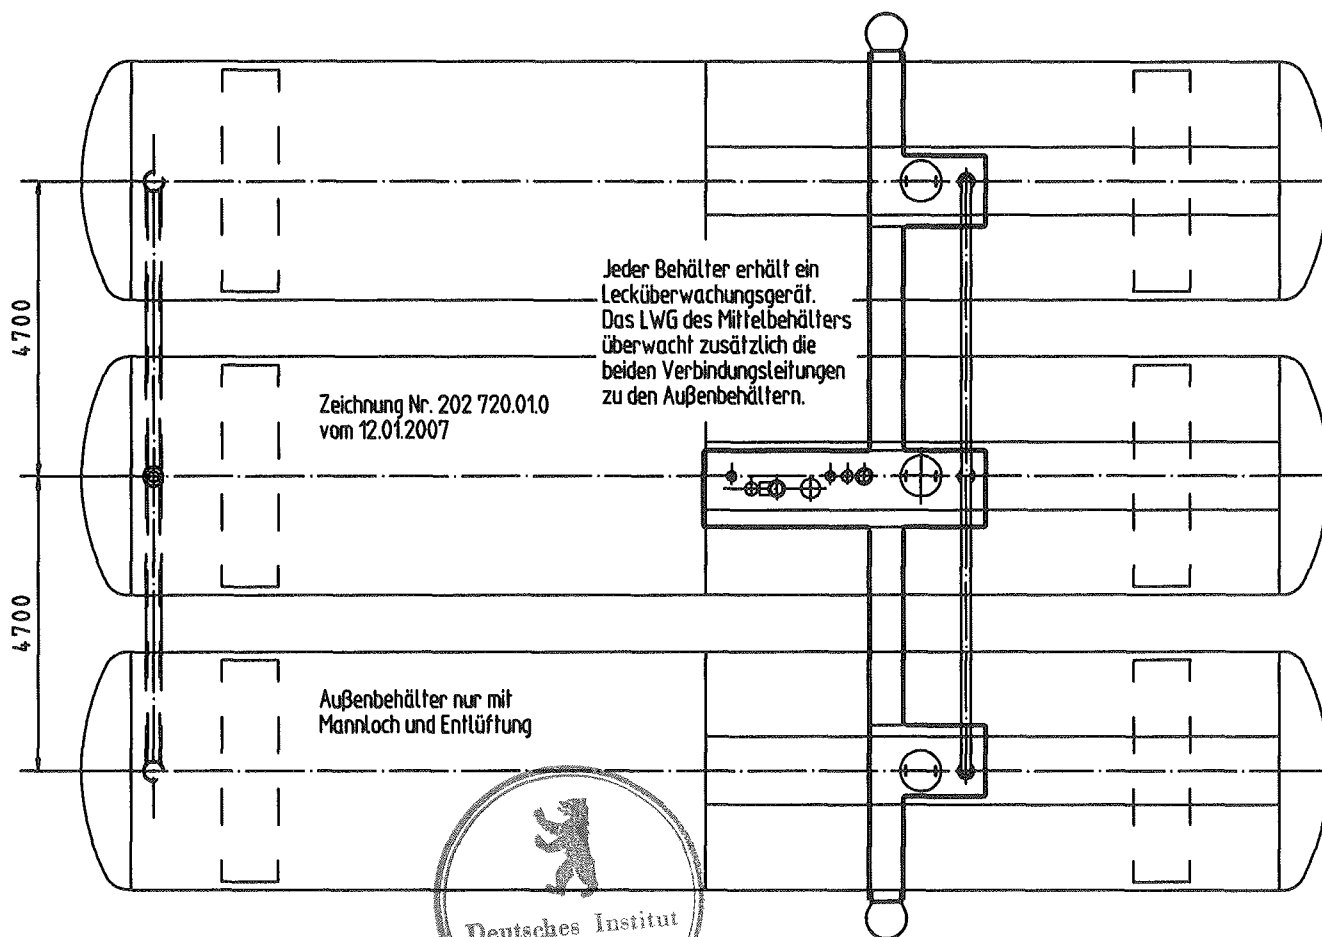 Jeder Behälter erhält ein
Lecküberwachungsgerät.
Das LWG des Mittelbehälters
überwacht zusätzlich die
beiden Verbindungsleitungen
zu den Außenbehältern.
4700
Zeichnung Nr. 202 720.01.0
vom 12.01.2007
4700
Außenbehälter nur mit
Mannloch und Entlüftung
Deutsches Institut